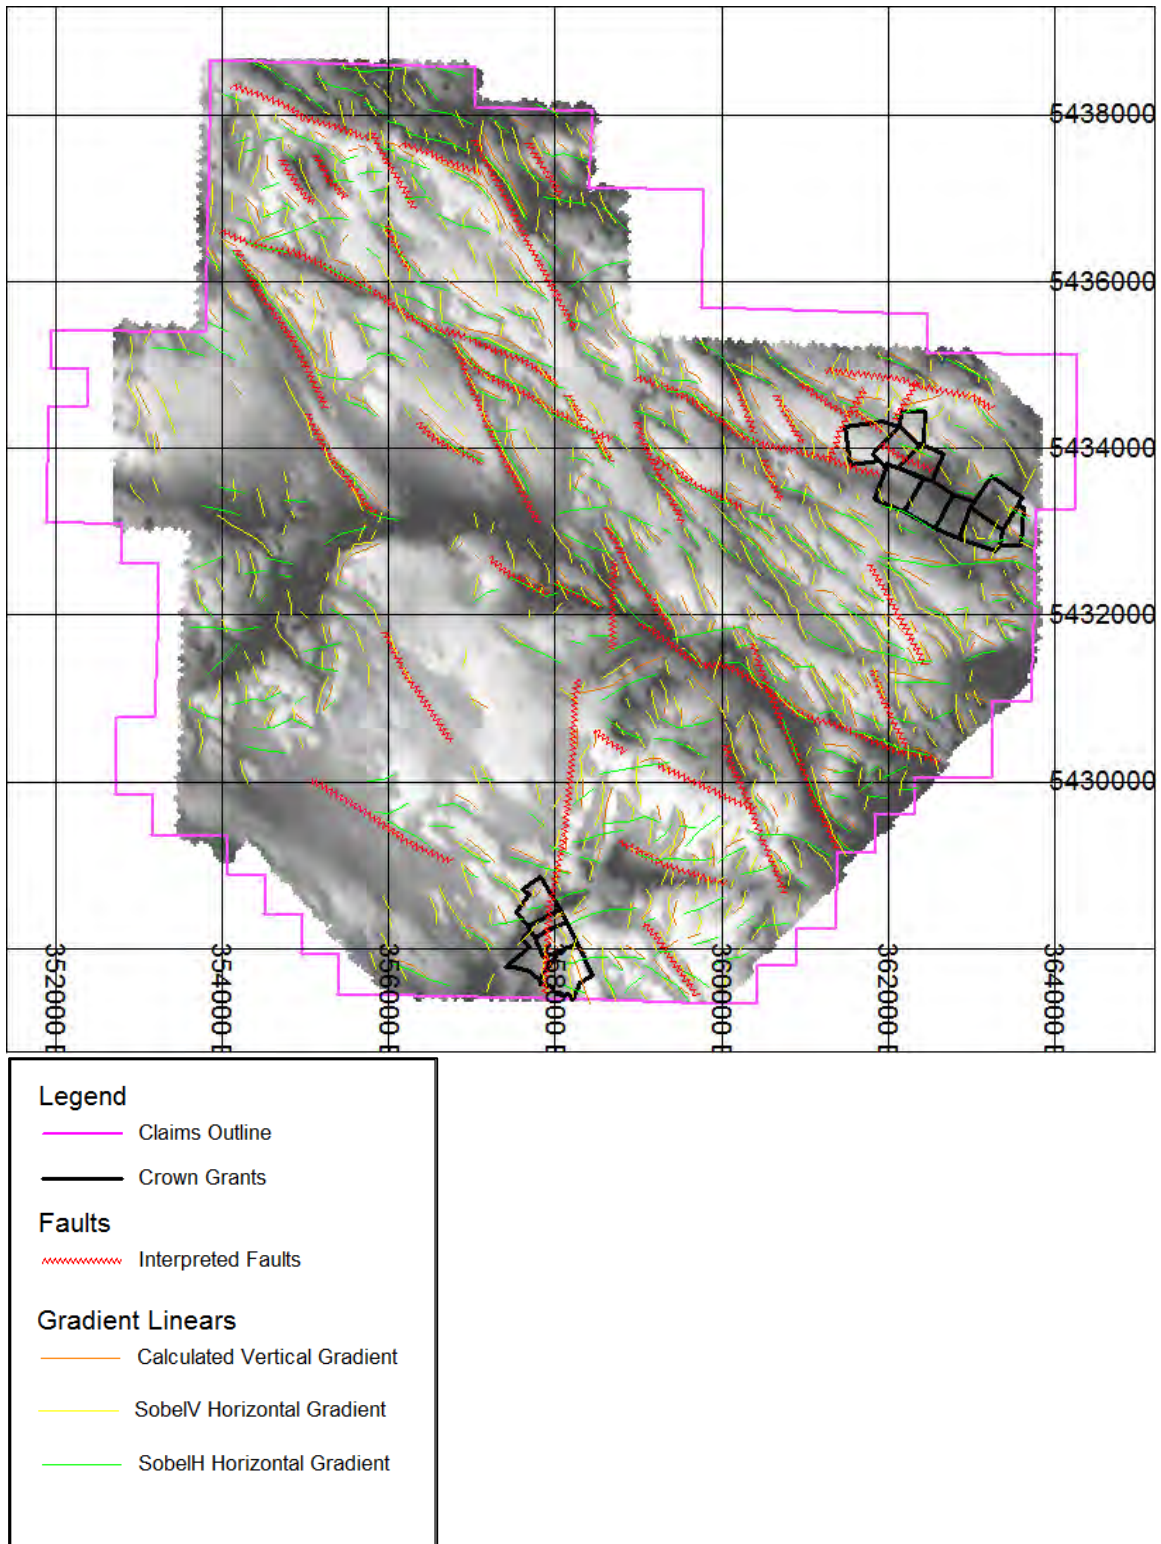 5438000
5436000
5434000
5432000
5430000
352000
354000
356000
358000
360000
362000
364000
Legend
Claims Outline
Crown Grants
Faults
Interpreted Faults
Gradient Linears
Calculated Vertical Gradient
SobelV Horizontal Gradient
SobelH Horizontal Gradient